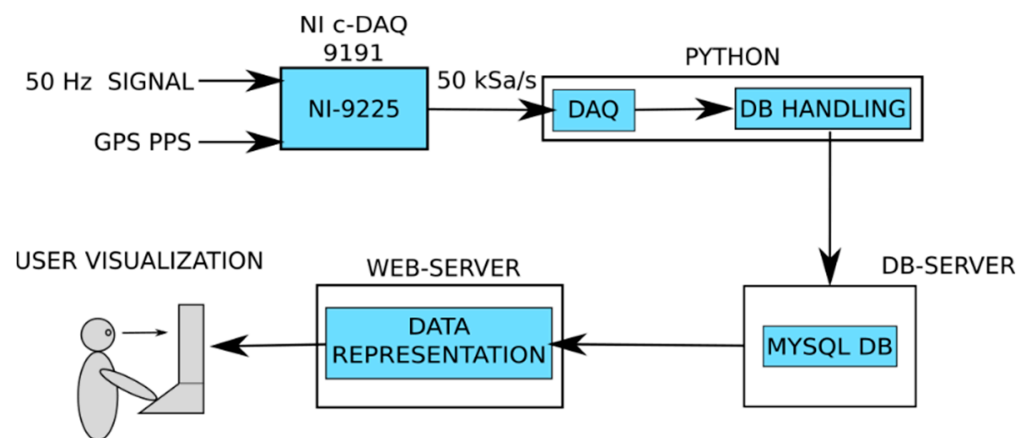 NI c-DAQ
9191
50 Hz SIGNAL
GPS PPS
NI-9225
50 kSa/s
PYTHON
DAQ
DB HANDLING
USER VISUALIZATION
WEB-SERVER
DATA
REPRESENTATION
DB-SERVER
MYSQL DB